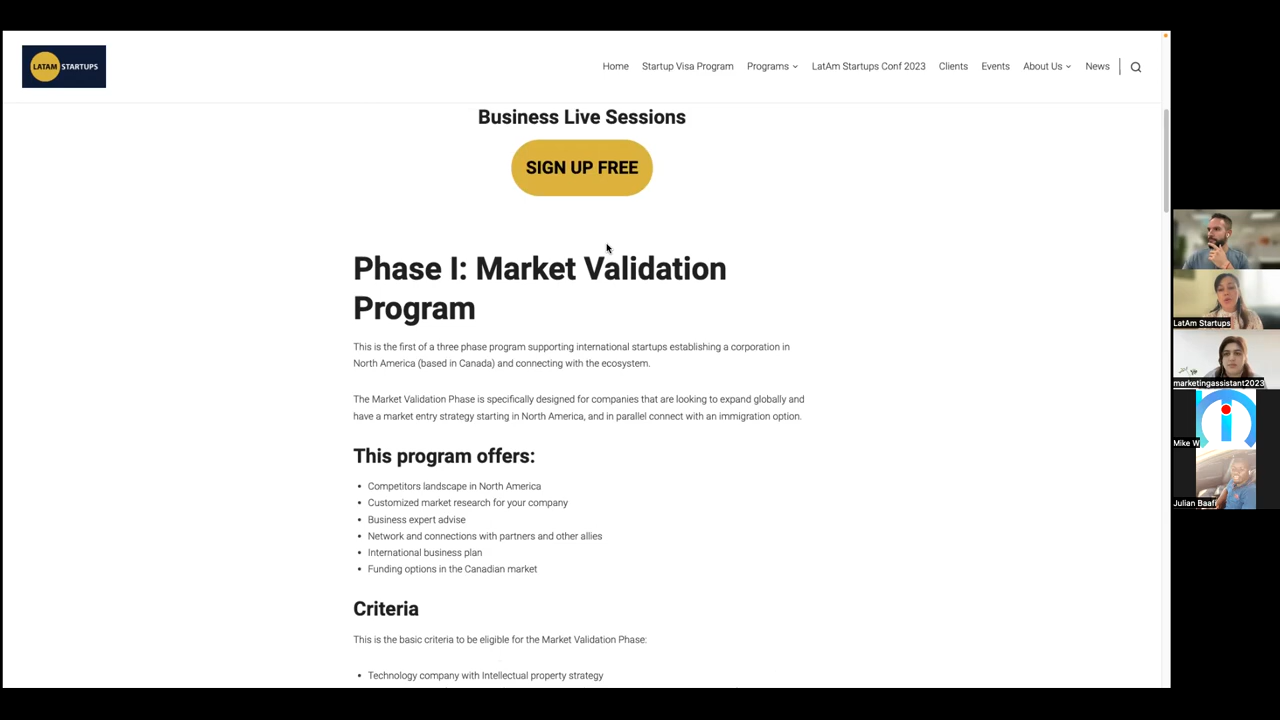 LATAM STARTUPS
Home Startup Visa Program Programs LatAm Startups Conf 2023 Clients Events About Us News
Business Live Sessions
SIGN UP FREE
Phase I: Market Validation
Program
This is the first of a three phase program supporting international startups establishing a corporation in
North America (based in Canada) and connecting with the ecosystem.
The Market Validation Phase is specifically designed for companies that are looking to expand globally and
have a market entry strategy starting in North America, and in parallel connect with an immigration option.
This program offers:
• Competitors landscape in North America
• Customized market research for your company
• Business expert advise
• Network and connections with partners and other allies
• International business plan
• Funding options in the Canadian market
Criteria
This is the basic criteria to be eligible for the Market Validation Phase:
• Technology company with Intellectual property strategy
LatAm Startups
marketingassistant2023
Mike W
Julian Baafi